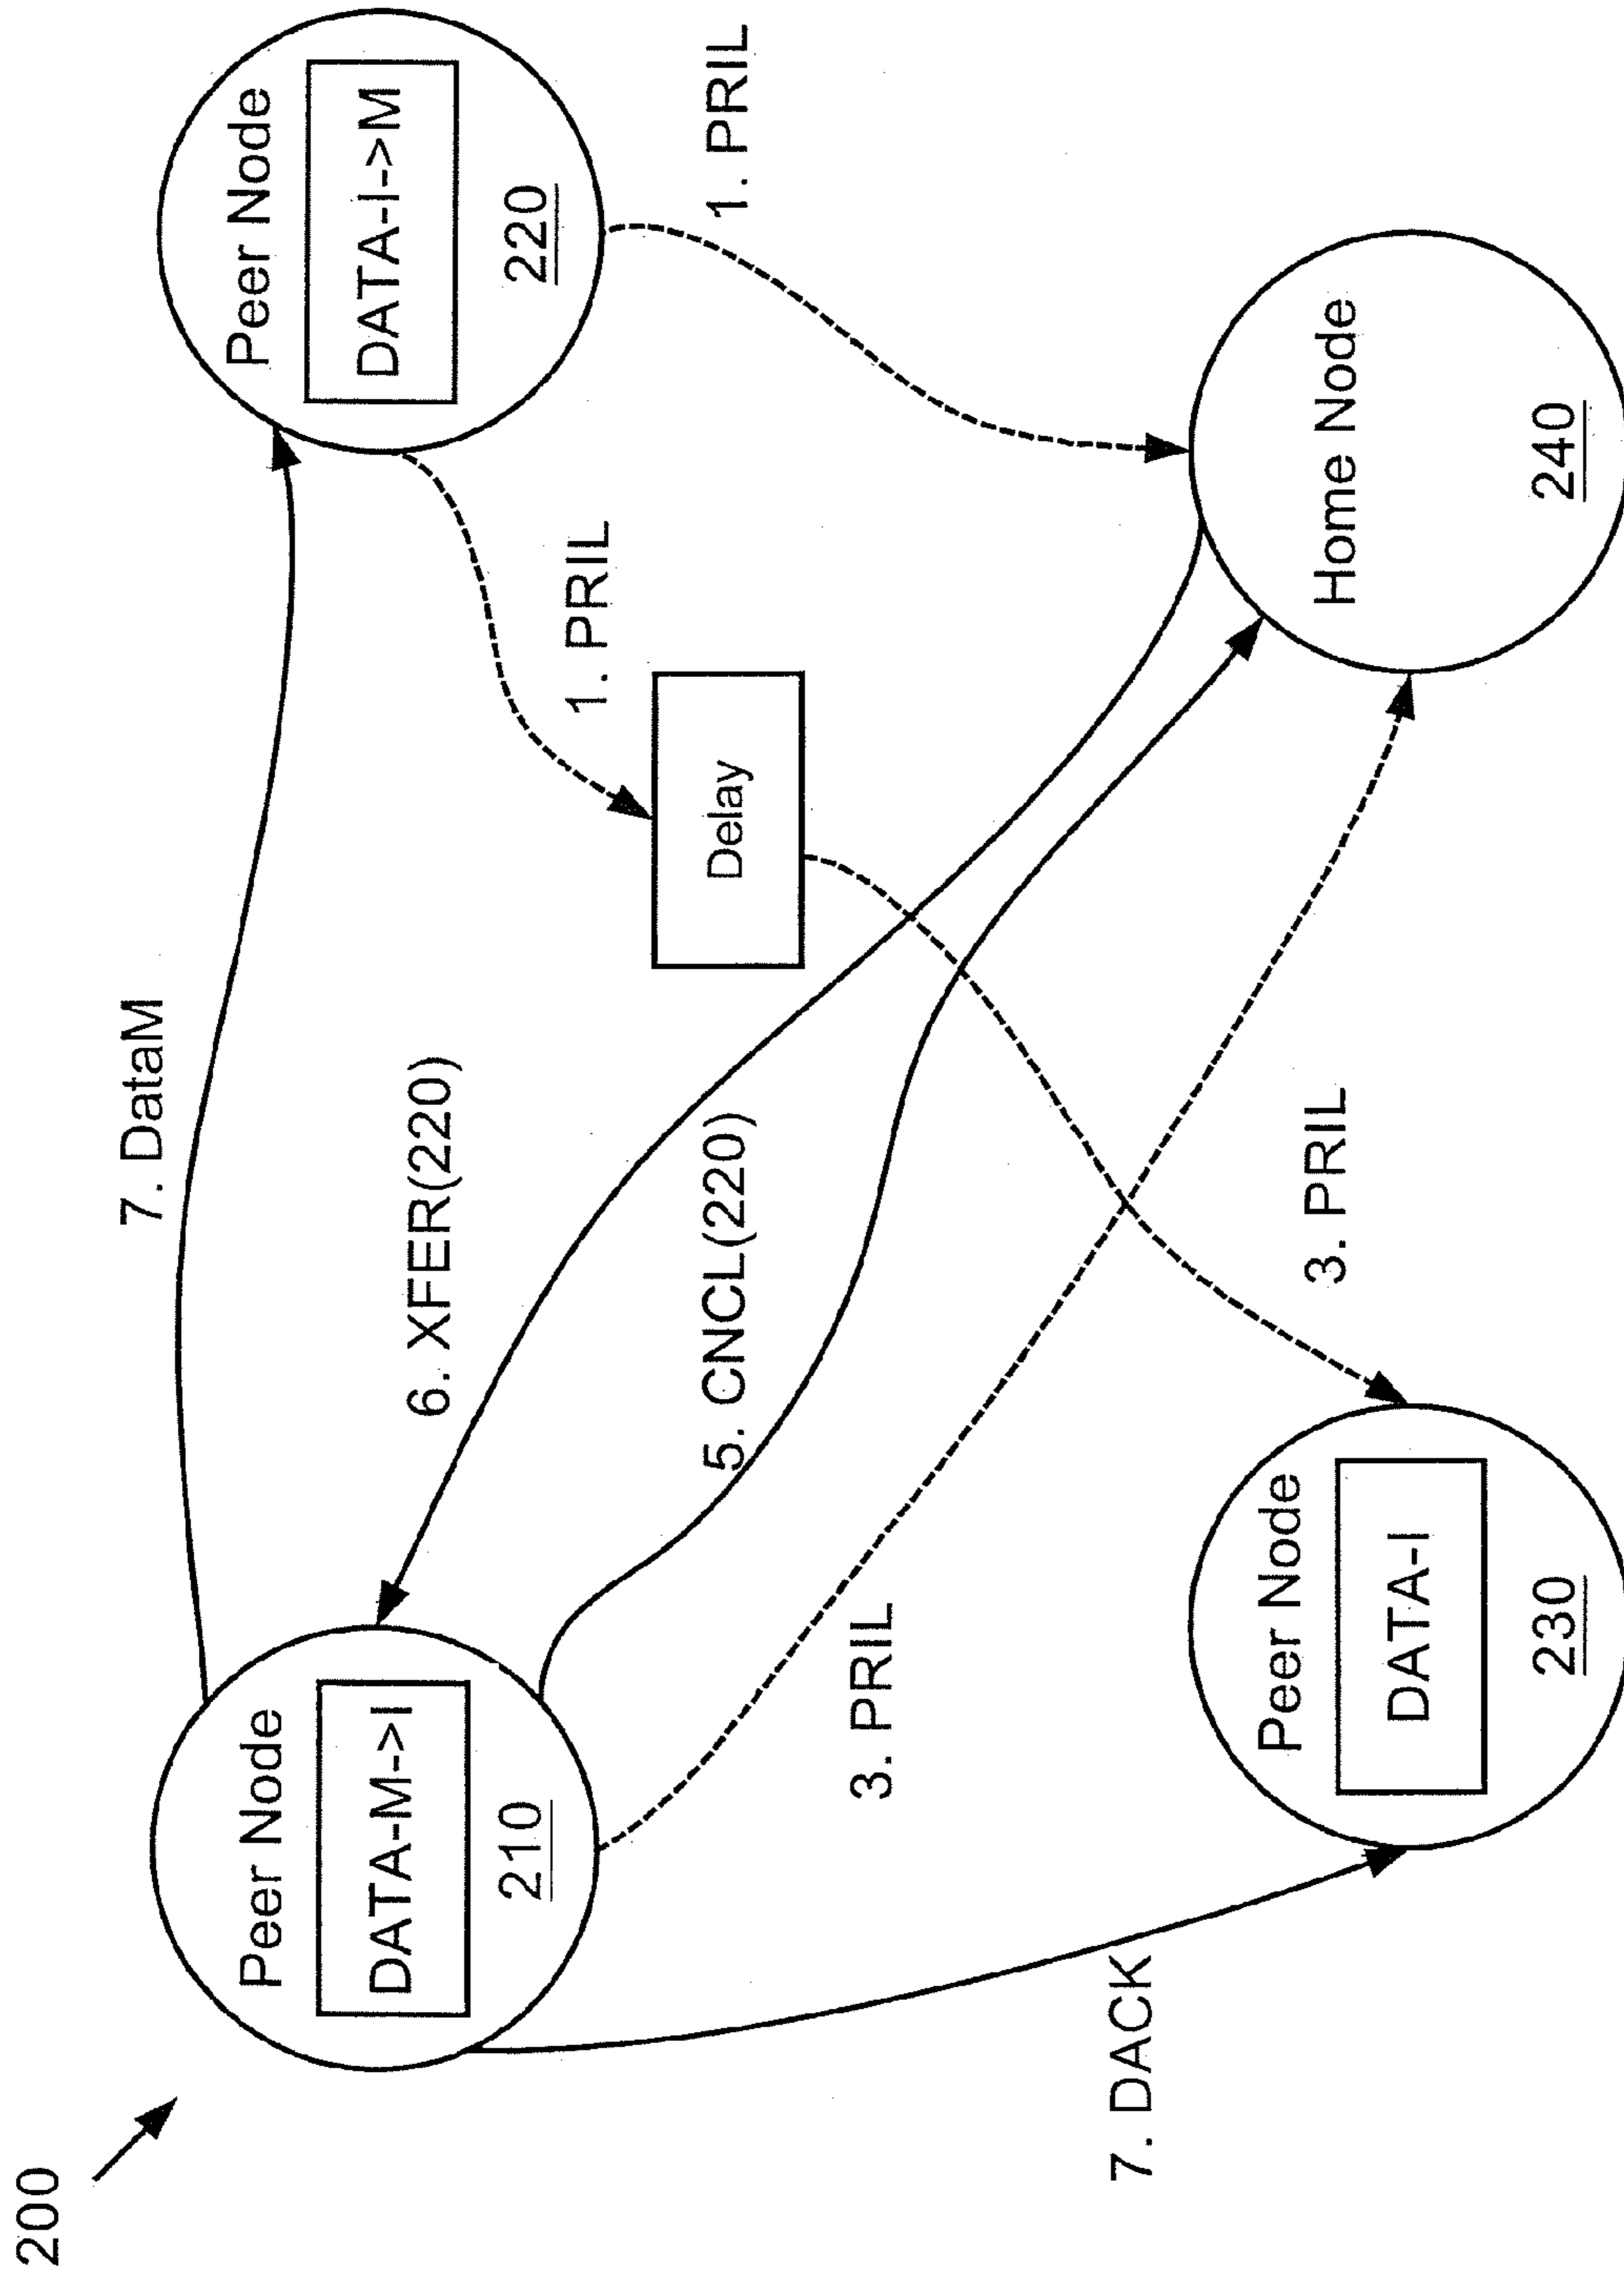 200
7. DataM
Peer Node
DATA-M->I
210
Peer Node
DATA-I->M
220
6. XFER(220)
1. PRIL
1. PRIL
Delay
5. CNCL(220)
3. PRIL
3. PRIL
7. DACK
Peer Node
DATA-I
230
Home Node
240